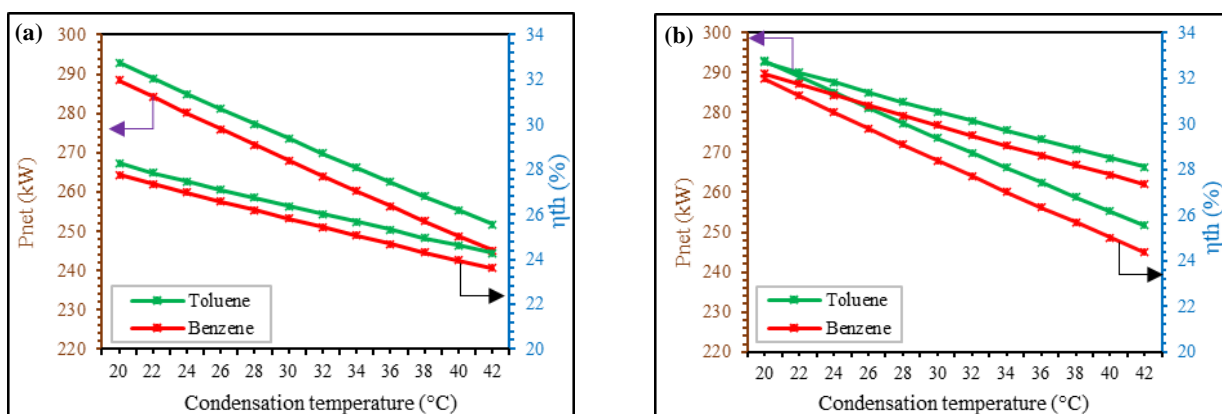 (a)
300
290
280
270
260
250
240
230
220
Pnet (kW)
34
32
30
28
26
24
22
20
ηth (%)
Toluene
Benzene
20 22 24 26 28 30 32 34 36 38 40 42
Condensation temperature (°C)
(b)
300
290
280
270
260
250
240
230
220
Pnet (kW)
34
32
30
28
26
24
22
20
ηth (%)
Toluene
Benzene
20 22 24 26 28 30 32 34 36 38 40 42
Condensation temperature (°C)